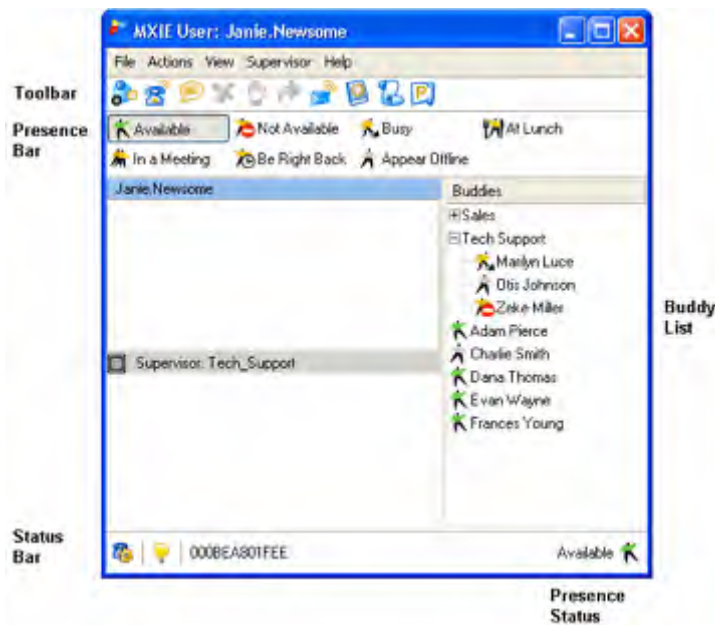 MXIE User: Janie.Newsome
File Actions View Supervisor Help
Toolbar
Presence Bar
Available Not Available Busy At Lunch
In a Meeting Be Right Back Appear Offline
Janie.Newsome
Buddies
Sales
Tech Support
Marilyn Luce
Otis Johnson
Zeke Miller
Adam Pierce
Charlie Smith
Dana Thomas
Evan Wayne
Frances Young
Buddy List
Supervisor: Tech_Support
Status Bar
000BEA801FEE
Available
Presence Status